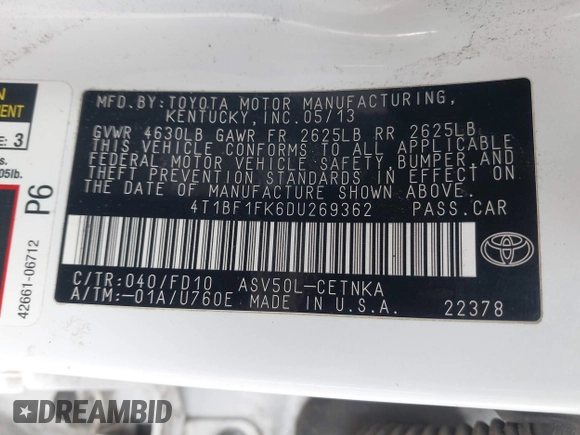 MFD.BY:TOYOTA MOTOR MANUFACTURING,
KENTUCKY, INC.05/13
GVWR 4630LB GAWR FR 2625LB RR 2625LB
THIS VEHICLE CONFORMS TO ALL APPLICABLE
FEDERAL MOTOR VEHICLE SAFETY, BUMPER, AND
THEFT PREVENTION STANDARDS IN EFFECT ON
THE DATE OF MANUFACTURE SHOWN ABOVE.
4T1BF1FK6DU269362 PASS.CAR
C/TR:040/FD10 ASV50L-CETNKA
A/TM:-01A/U760E MADE IN U.S.A.
22378
TOYOTA
E: 3
05lb.
P6
42661-06712
DREAMBID